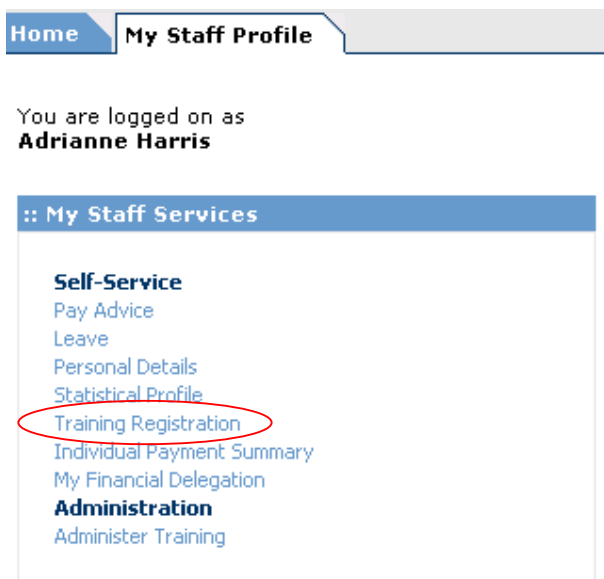 Home My Staff Profile
You are logged on as
Adrianne Harris
:: My Staff Services
Self-Service
Pay Advice
Leave
Personal Details
Statistical Profile
Training Registration
Individual Payment Summary
My Financial Delegation
Administration
Administer Training